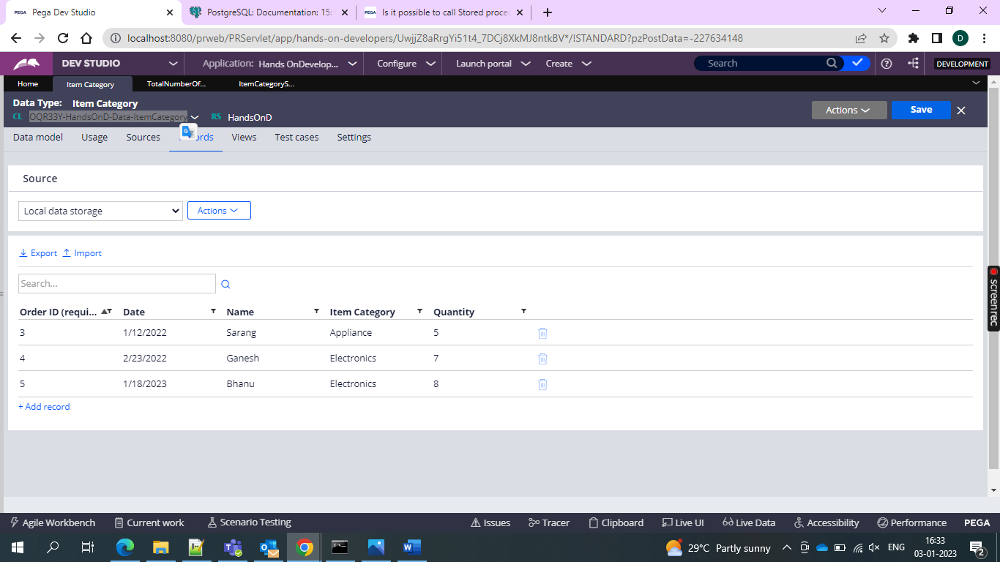 PEGA Pega Dev Studio
PostgreSQL: Documentation: 15:
PEGA Is it possible to call Stored proce
localhost:8080/prweb/PRServlet/app/hands-on-developers/UwjjZ8aRrgYi51t4_7DCj8XkMJ8ntkBV*/!STANDARD?pzPostData=-227634148
D
DEV STUDIO
Application: Hands OnDevelop...
Configure
Launch portal
Create
Search
DEVELOPMENT
Home
Item Category
TotalNumberOf...
ItemCategoryS...
Data Type: Item Category
CL OQR33Y-HandsOnD-Data-ItemCategory RS HandsOnD
Actions
Save
Data model Usage Sources ords Views Test cases Settings
Source
Local data storage
Actions
Export Import
Search...
Order ID (requi... Date Name Item Category Quantity
3 1/12/2022 Sarang Appliance 5
4 2/23/2022 Ganesh Electronics 7
5 1/18/2023 Bhanu Electronics 8
+ Add record
screenrec
Agile Workbench Current work Scenario Testing Issues Tracer Clipboard Live UI Live Data Accessibility Performance PEGA
29°C Partly sunny
ENG
16:33
03-01-2023
2